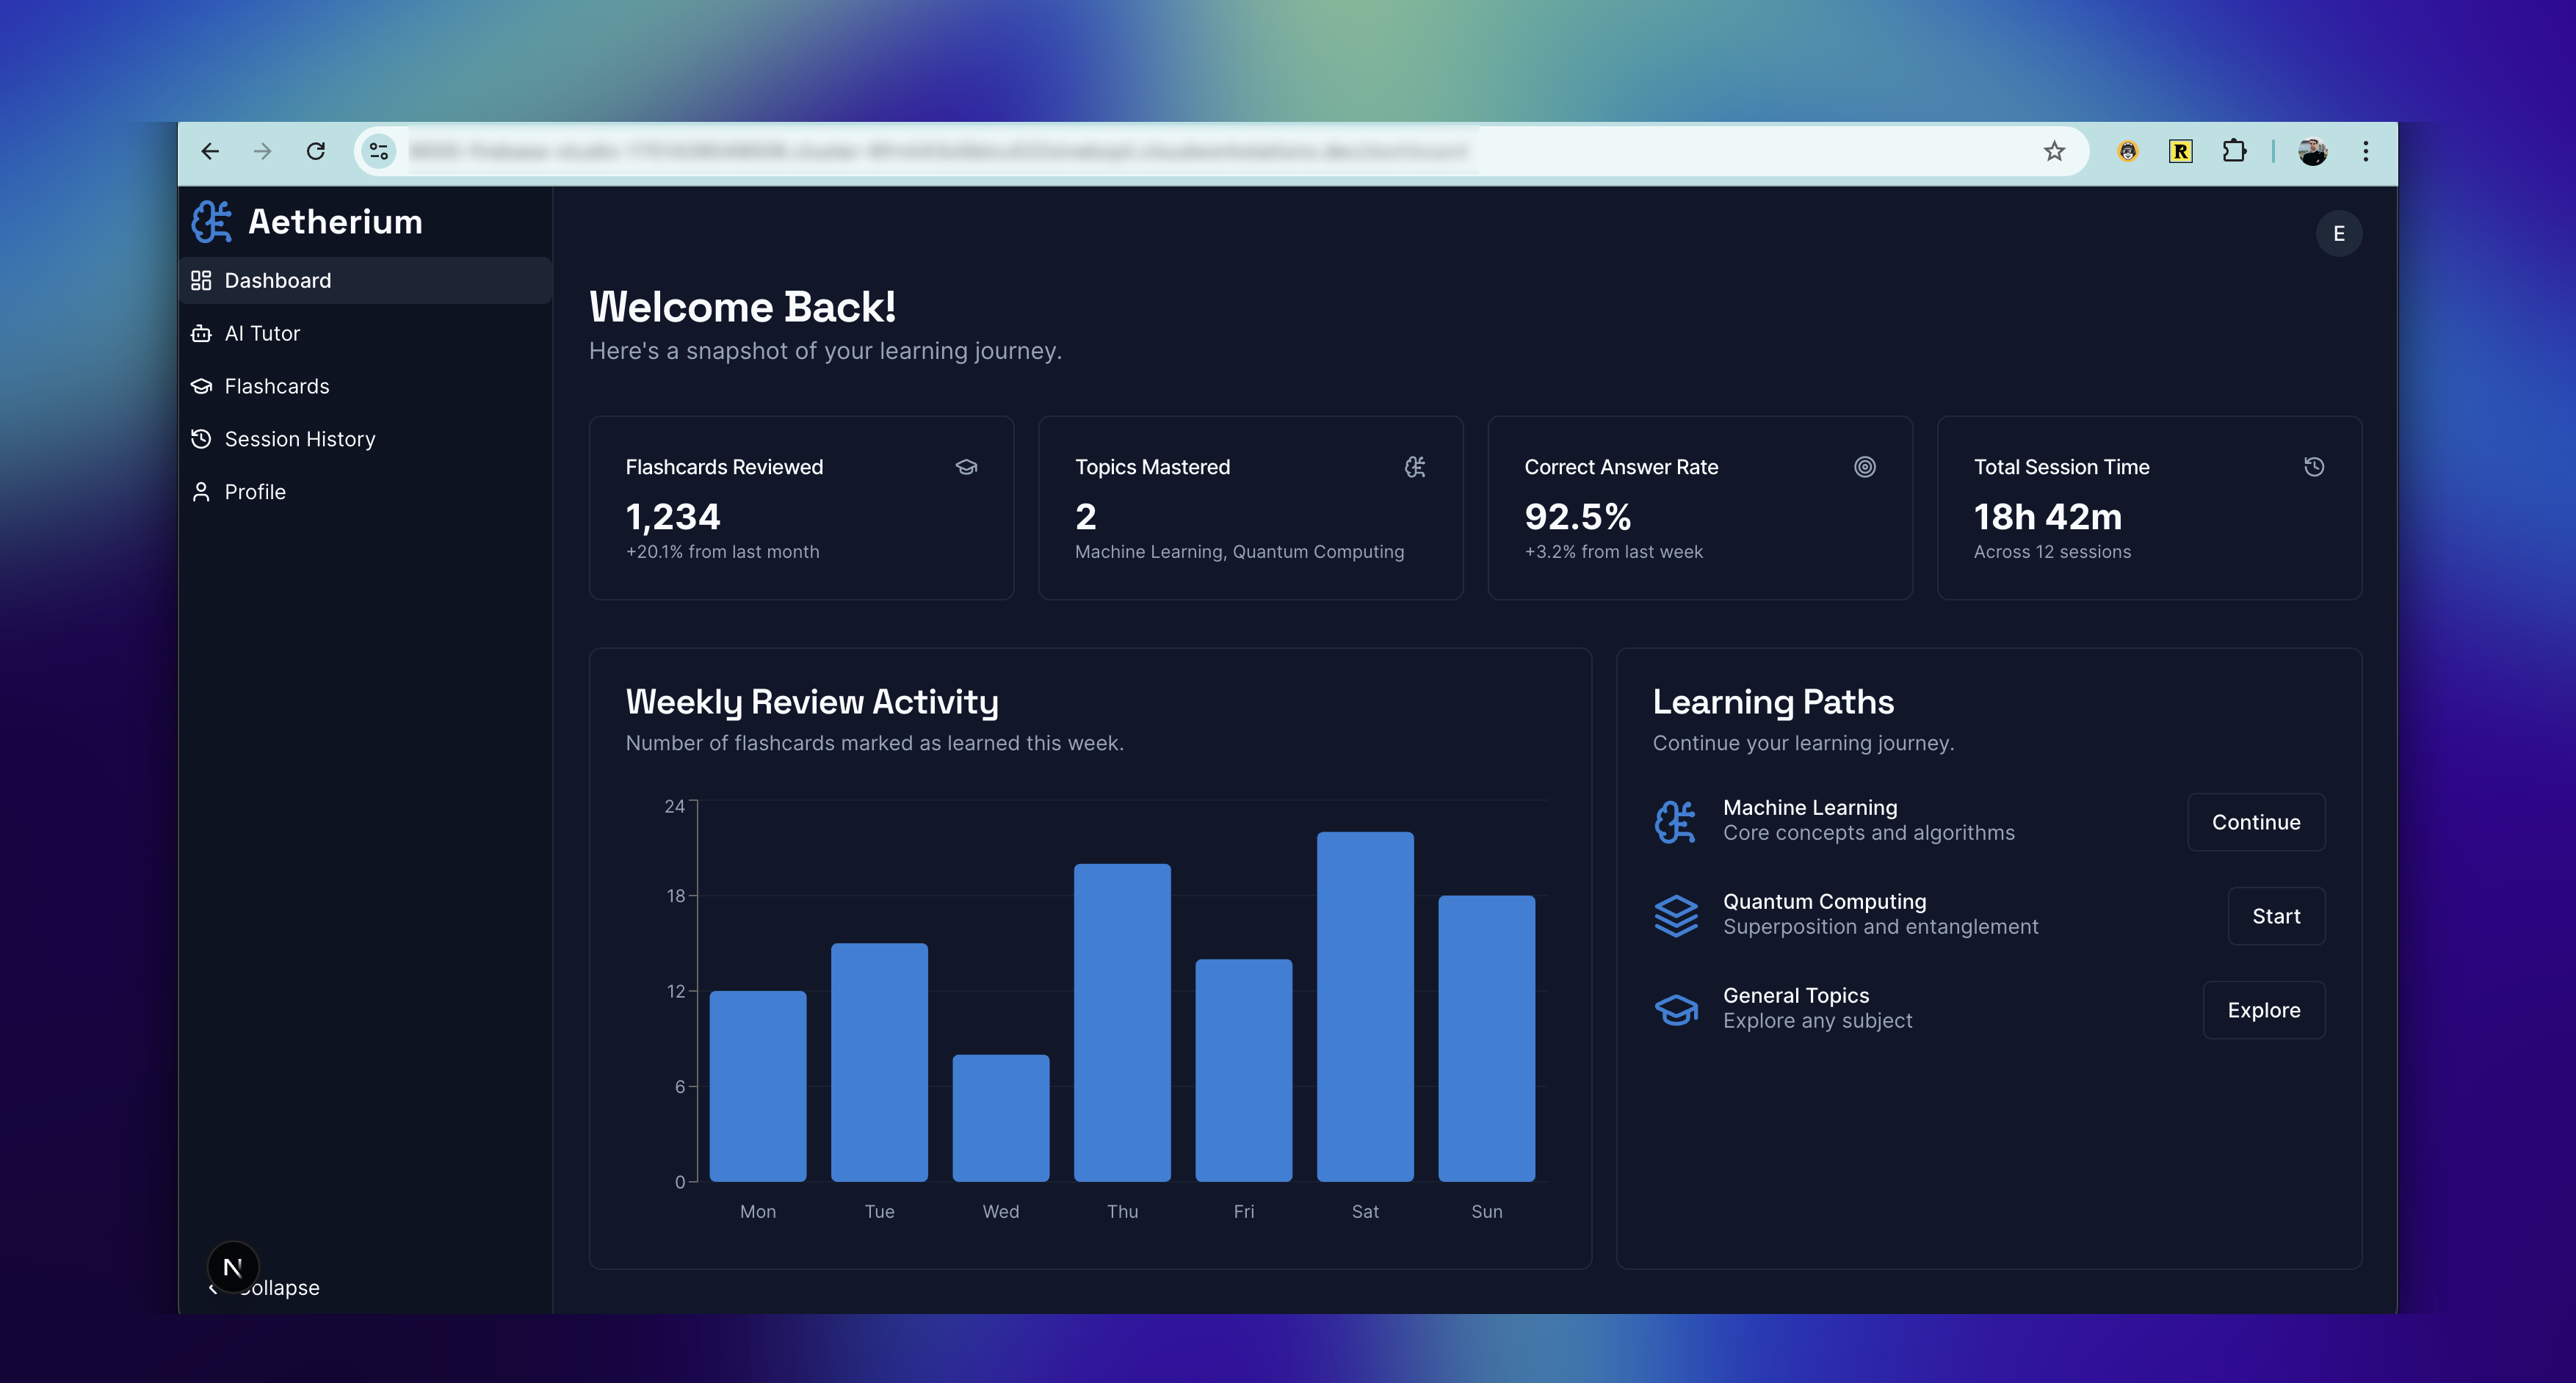 R
Aetherium
Dashboard
AI Tutor
Flashcards
Session History
Profile
N
ollapse
E
Welcome Back!
Here's a snapshot of your learning journey.
Flashcards Reviewed
1,234
+20.1% from last month
Topics Mastered
2
Machine Learning, Quantum Computing
Correct Answer Rate
92.5%
+3.2% from last week
Total Session Time
18h 42m
Across 12 sessions
Weekly Review Activity
Number of flashcards marked as learned this week.
24
18
12
6
0
Mon Tue Wed Thu Fri Sat Sun
Learning Paths
Continue your learning journey.
Machine Learning
Core concepts and algorithms
Continue
Quantum Computing
Superposition and entanglement
Start
General Topics
Explore any subject
Explore